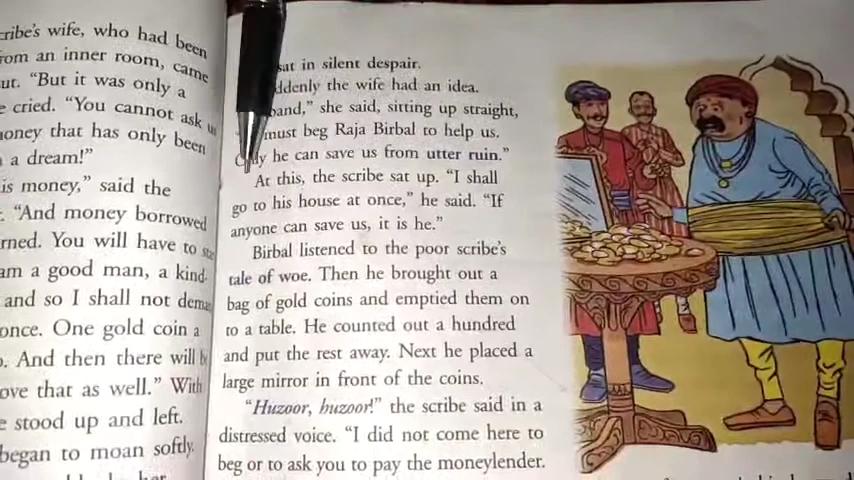 cribe's wife, who had been
rom an inner room, came
ut. "But it was only a
e cried. "You cannot ask us
oney that has only been
a dream!"
is money," said the
"And money borrowed
rned. You will have to
am a good man, a kind
and so I shall not
once. One gold coin a
And then there will
ove that as well." With
e stood up and left.
began to moan softly.
sat in silent despair.
ddenly the wife had an idea.
band," she said, sitting up straight,
must beg Raja Birbal to help us.
he can save us from utter ruin."
At this, the scribe sat up. "I shall
go to his house at once," he said. "If
anyone can save us, it is he."
Birbal listened to the poor scribe's
tale of woe. Then he brought out a
bag of gold coins and emptied them on
to a table. He counted out a hundred
and put the rest away. Next he placed a
large mirror in front of the coins.
"Huzoor, huzoor!" the scribe said in a
distressed voice. "I did not come here to
beg or to ask you to pay the moneylender.